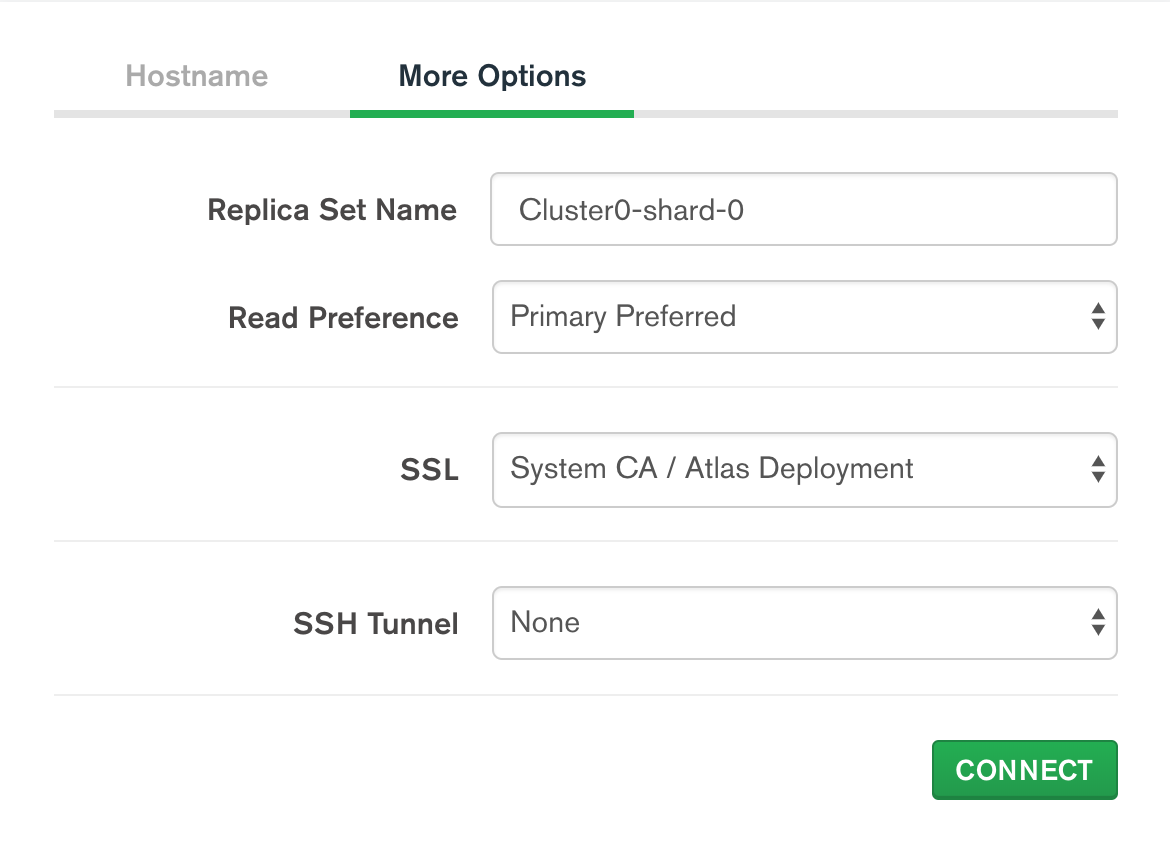 Hostname More Options
Replica Set Name Cluster0-shard-0
Read Preference Primary Preferred
SSL System CA / Atlas Deployment
SSH Tunnel None
CONNECT